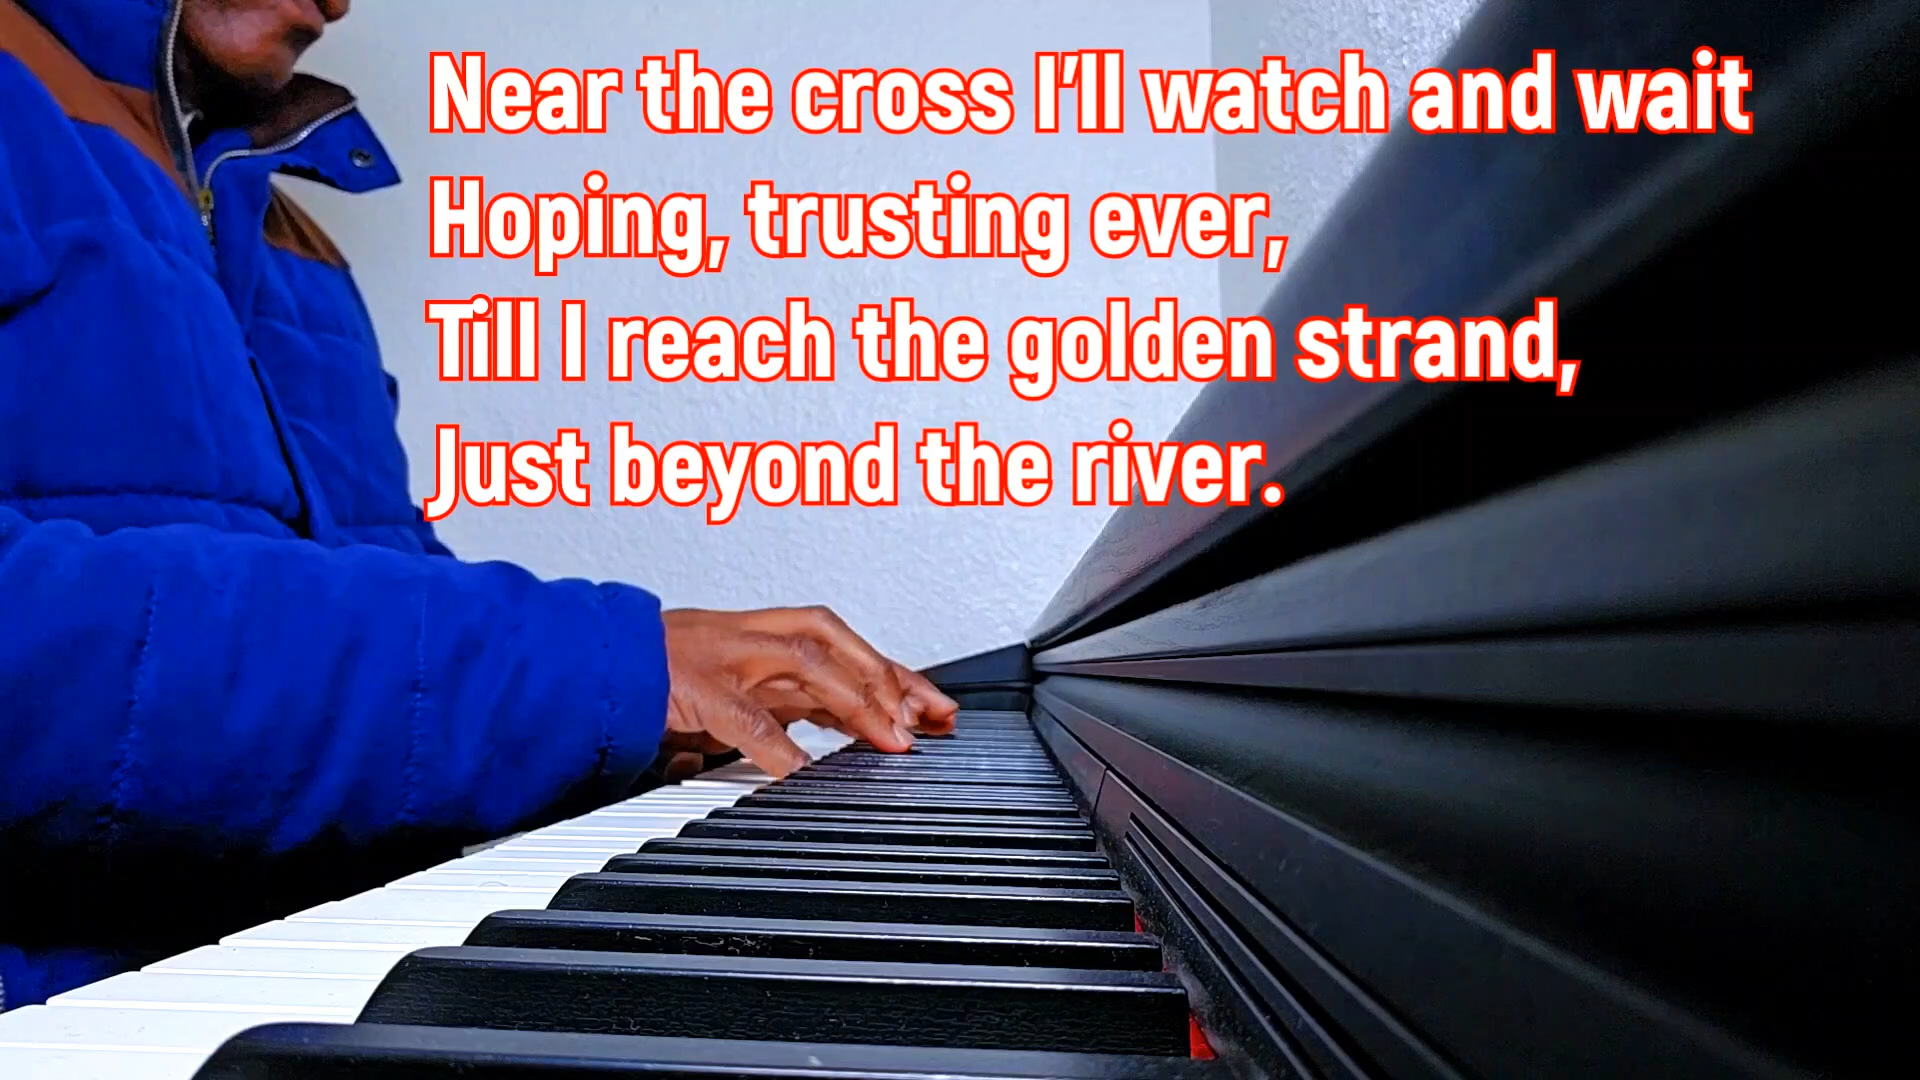 Near the cross I'll watch and wait
Hoping, trusting ever,
Till I reach the golden strand,
Just beyond the river.